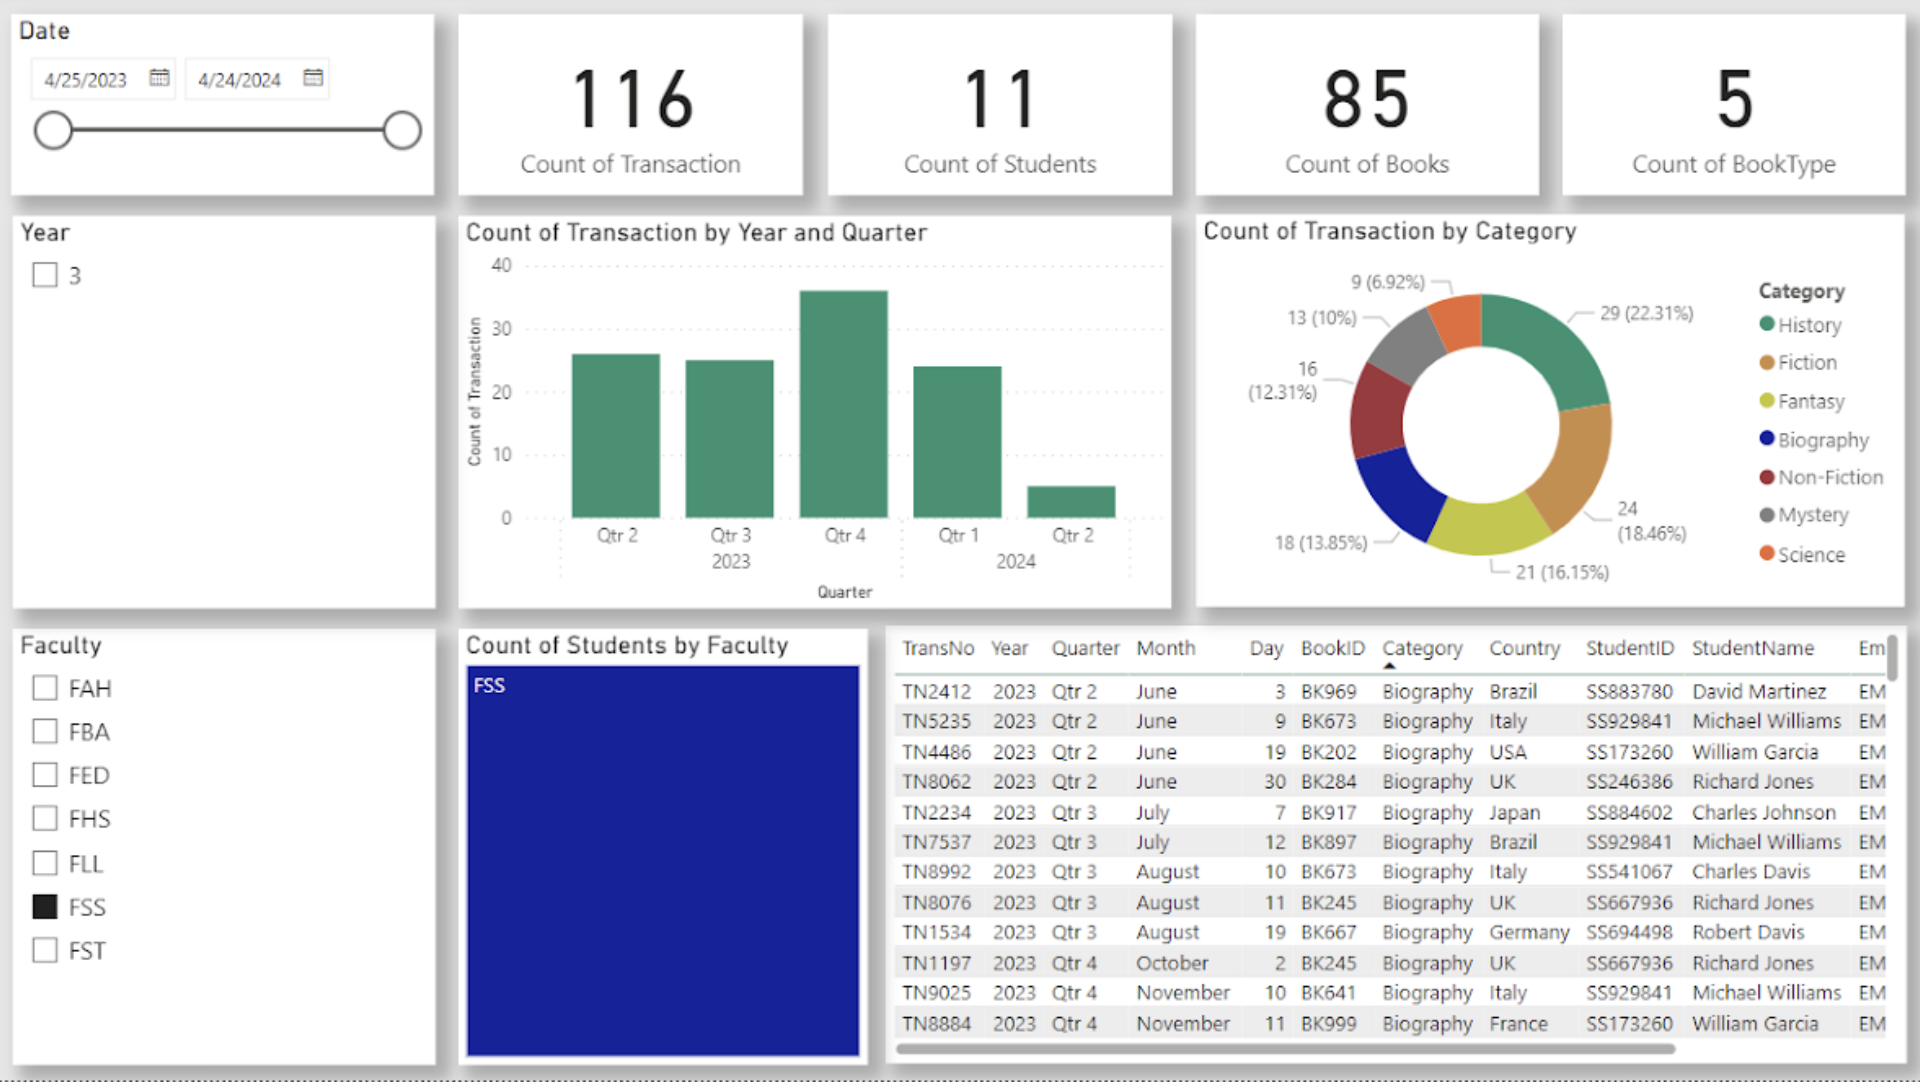 Date
4/25/2023 4/24/2024
116
Count of Transaction
11
Count of Students
85
Count of Books
5
Count of BookType
Year
3
Count of Transaction by Year and Quarter
Count of Transaction
40
30
20
10
0
Qtr 2 Qtr 3 Qtr 4 Qtr 1 Qtr 2
2023 2024
Quarter
Count of Transaction by Category
9 (6.92%)
13 (10%)
16
(12.31%)
18 (13.85%)
29 (22.31%)
24
(18.46%)
21 (16.15%)
Category
History
Fiction
Fantasy
Biography
Non-Fiction
Mystery
Science
Faculty
FAH
FBA
FED
FHS
FLL
FSS
FST
Count of Students by Faculty
FSS
TransNo Year Quarter Month Day BookID Category Country StudentID StudentName Em
TN2412 2023 Qtr 2 June 3 BK969 Biography Brazil SS883780 David Martinez EM
TN5235 2023 Qtr 2 June 9 BK673 Biography Italy SS929841 Michael Williams EM
TN4486 2023 Qtr 2 June 19 BK202 Biography USA SS173260 William Garcia EM
TN8062 2023 Qtr 2 June 30 BK284 Biography UK SS246386 Richard Jones EM
TN2234 2023 Qtr 3 July 7 BK917 Biography Japan SS884602 Charles Johnson EM
TN7537 2023 Qtr 3 July 12 BK897 Biography Brazil SS929841 Michael Williams EM
TN8992 2023 Qtr 3 August 10 BK673 Biography Italy SS541067 Charles Davis EM
TN8076 2023 Qtr 3 August 11 BK245 Biography UK SS667936 Richard Jones EM
TN1534 2023 Qtr 3 August 19 BK667 Biography Germany SS694498 Robert Davis EM
TN1197 2023 Qtr 4 October 2 BK245 Biography UK SS667936 Richard Jones EM
TN9025 2023 Qtr 4 November 10 BK641 Biography Italy SS929841 Michael Williams EM
TN8884 2023 Qtr 4 November 11 BK999 Biography France SS173260 William Garcia EM